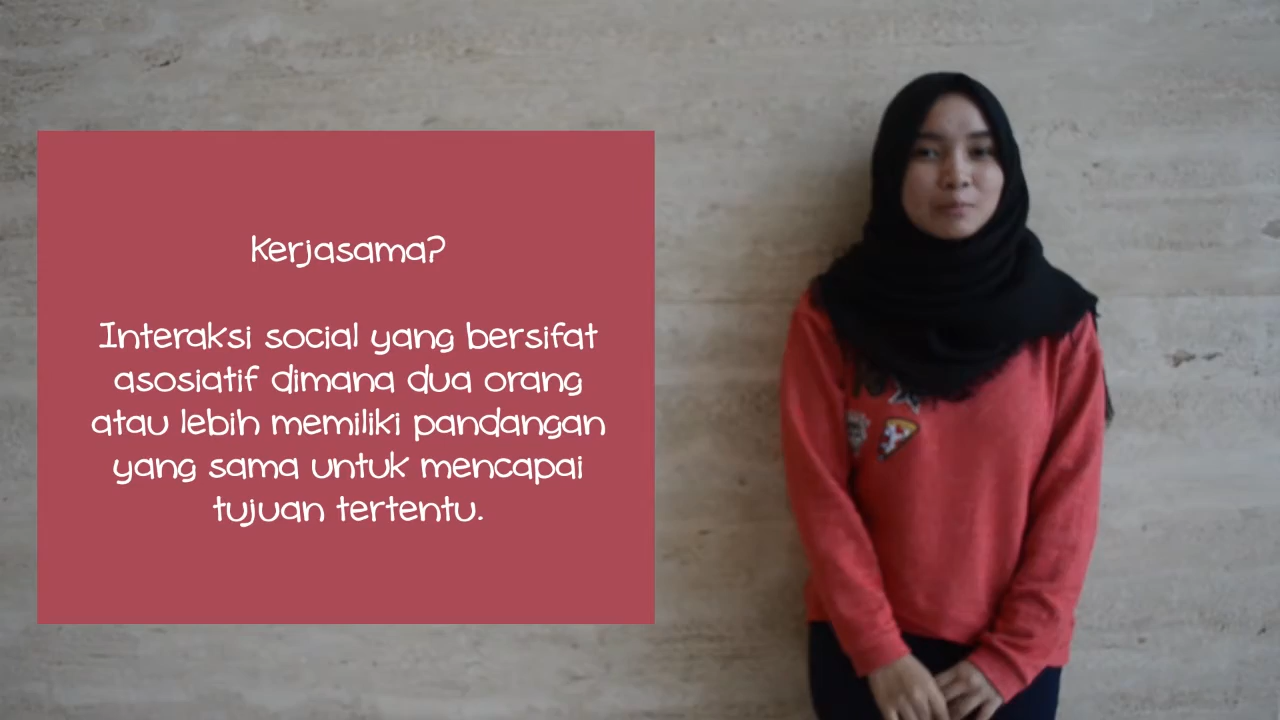 Kerjasama?
Interaksi social yang bersifat
asosiatif dimana dua orang
atau lebih memiliki pandangan
yang sama untuk mencapai
tujuan tertentu.